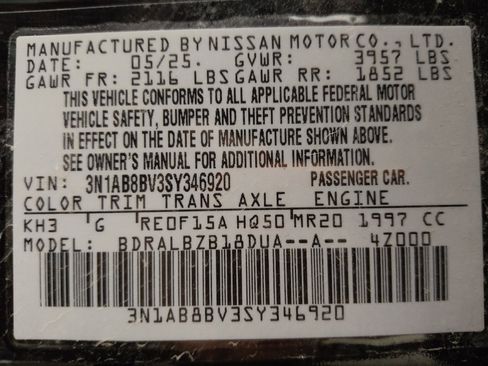 MANUFACTURED BY NISSAN MOTOR CO., LTD.
DATE: 05/25. GVWR: 3957 LBS
GAWR FR: 2116 LBS GAWR RR: 1852 LBS
THIS VEHICLE CONFORMS TO ALL APPLICABLE FEDERAL MOTOR
VEHICLE SAFETY, BUMPER AND THEFT PREVENTION STANDARDS
IN EFFECT ON THE DATE OF MANUFACTURE SHOWN ABOVE.
SEE OWNER'S MANUAL FOR ADDITIONAL INFORMATION.
VIN: 3N1AB8BV3SY346920 PASSENGER CAR.
COLOR TRIM TRANS AXLE ENGINE
KH3 G RE0F15A HQ50 MR20 1997 CC
MODEL: BDRALBZB18DUA--A-- 4Z000
3N1AB8BV3SY346920